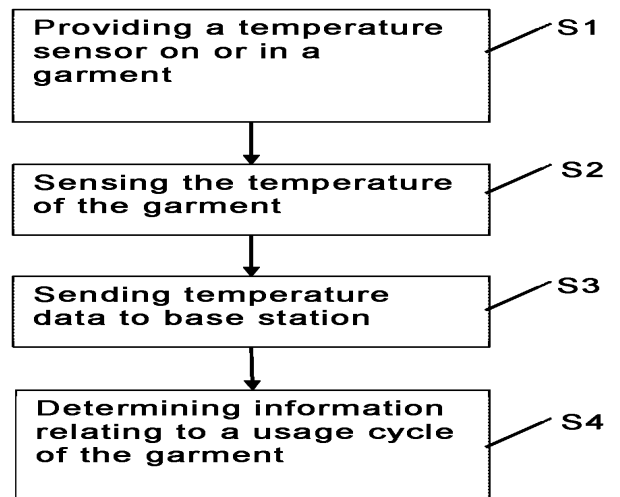 Providing a temperature
sensor on or in a
garment
S1
Sensing the temperature
of the garment
S2
Sending temperature
data to base station
S3
Determining information
relating to a usage cycle
of the garment
S4